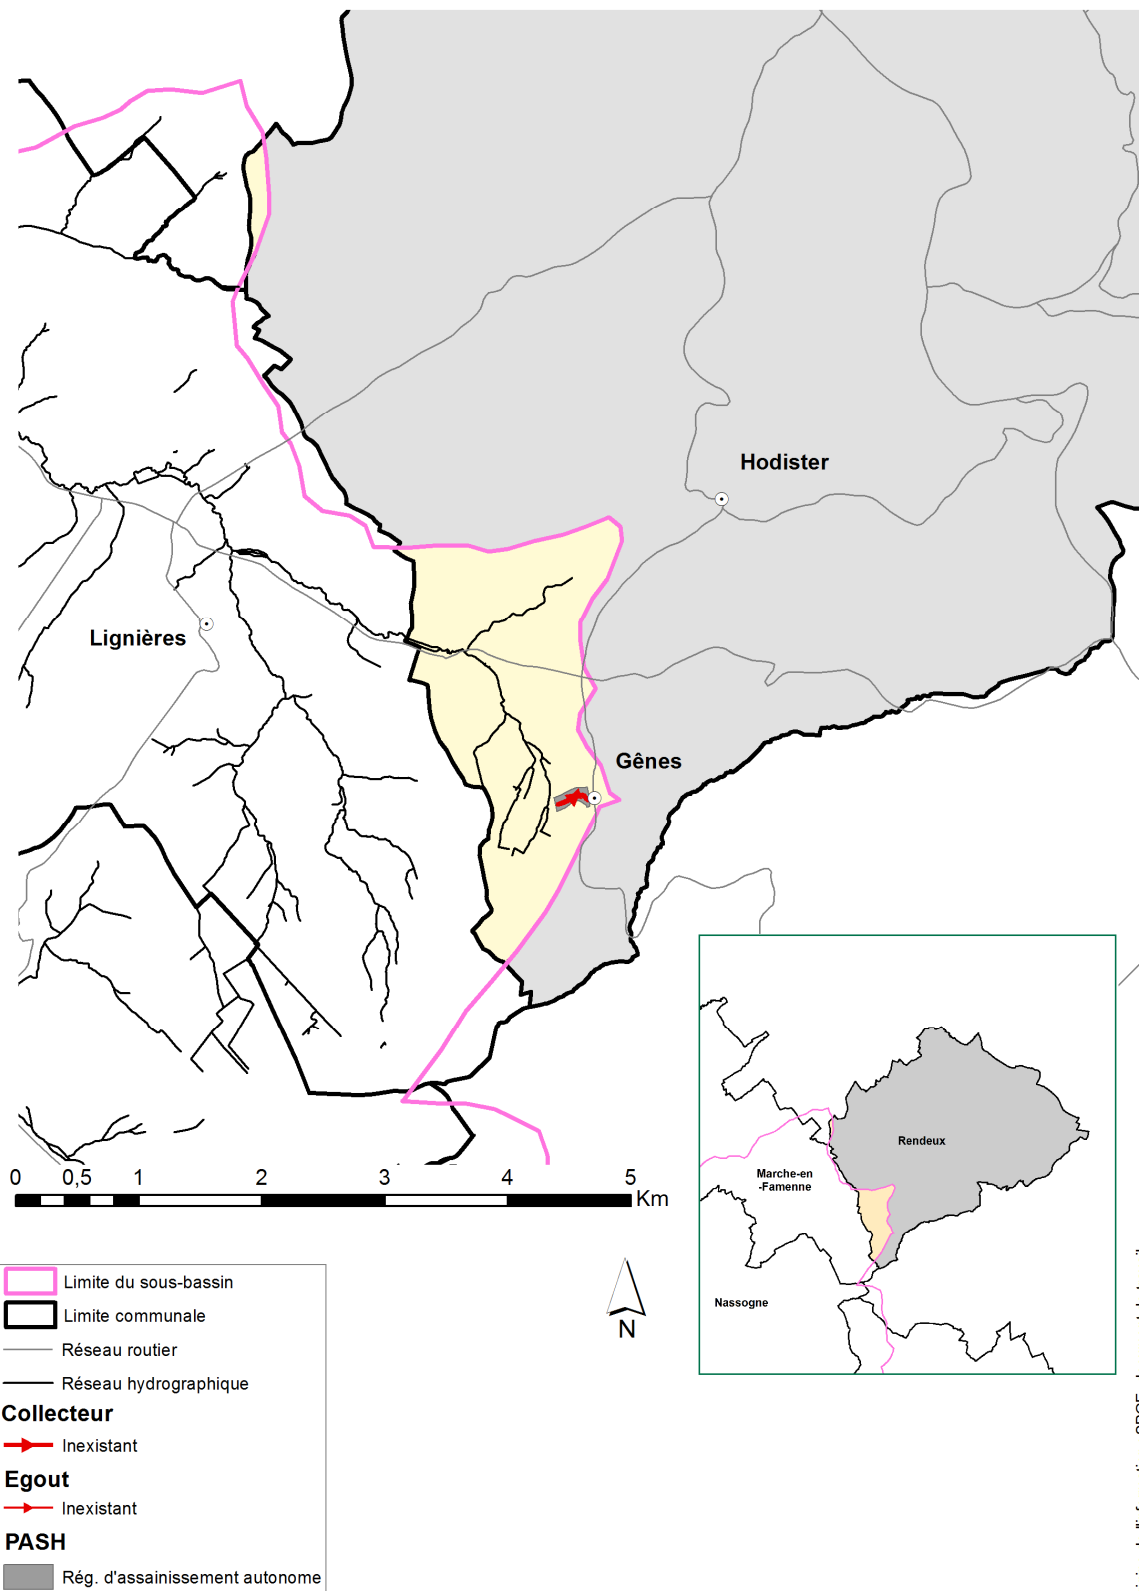 Hodister
Lignières
Gênes
0 0,5 1 2 3 4 5
Km
N
Rendeux
Marche-en
-Famenne
Nassogne
Limite du sous-bassin
Limite communale
Réseau routier
Réseau hydrographique
Collecteur
Inexistant
Egout
Inexistant
PASH
Rég. d'assainissement autonome